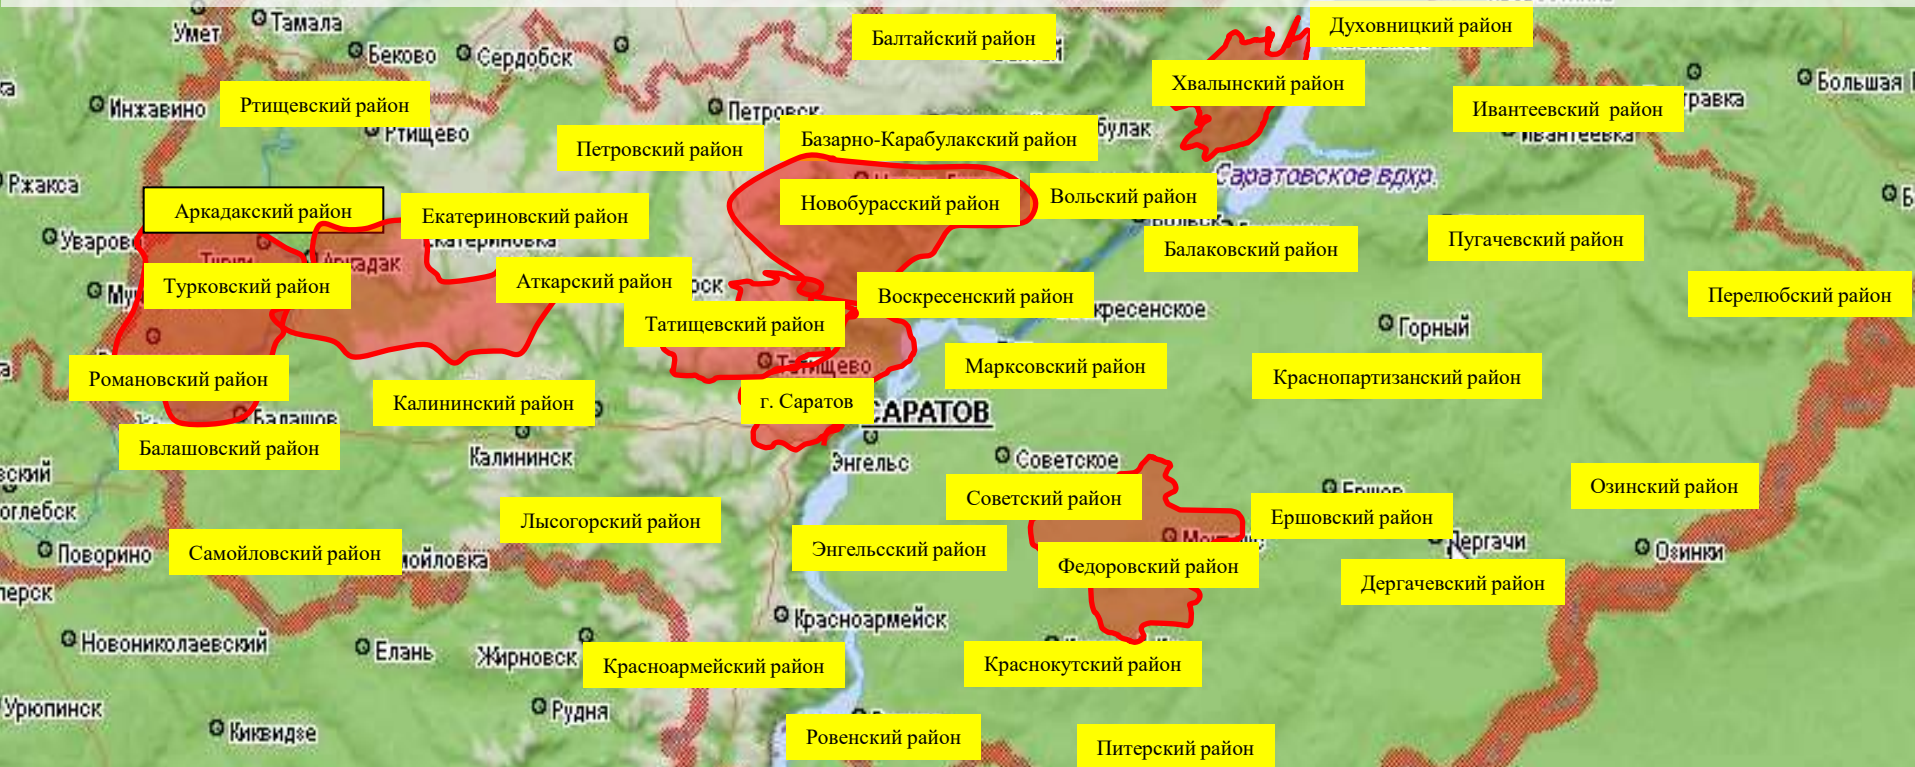 Умет
Тамала
Беково
Сердобск
Балтайский район
Духовницкий район
Хвалынский район
Большая
Инжавино
Ртищевский район
Петровск
Ивантеевский район
Ртищево
Базарно-Карабулакский район
Ивантеевка
Петровский район
Ржакса
Саратовское вдхр.
Аркадакский район
Екатериновский район
Новобурасский район
Вольский район
Вольск
Уварово
Екатериновка
Балаковский район
Пугачевский район
Турки
Аркадак
Турковский район
Аткарский район
Воскресенский район
Перелюбский район
Татищевский район
Горный
Татищево
Марксовский район
Краснопартизанский район
Романовский район
Калининский район
г. Саратов
САРАТОВ
Балашов
Балашовский район
Калининск
Энгельс
Советское
Советский район
Ершов
Озинский район
Лысогорский район
Ершовский район
Поворино
Самойловский район
Энгельсский район
Дергачи
Озинки
Федоровский район
Дергачевский район
Красноармейск
Новониколаевский
Елань
Жирновск
Красноармейский район
Краснокутский район
Урюпинск
Рудня
Киквидзе
Ровенский район
Питерский район